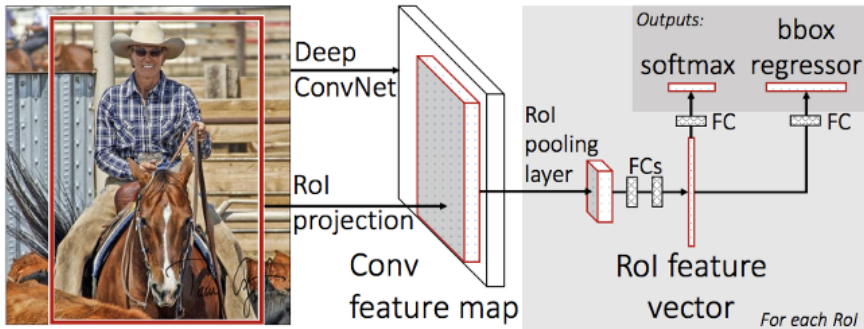 Deep
ConvNet
RoI
projection
Conv
feature map
RoI
pooling
layer
FCs
Outputs:
softmax
bbox
regressor
FC
FC
RoI feature
vector
For each RoI